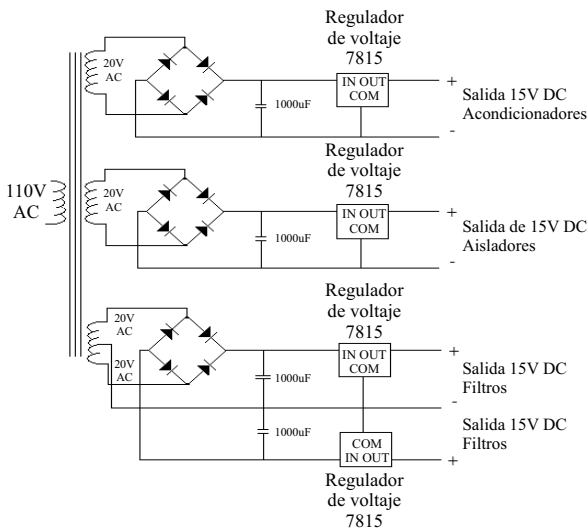 Regulador
de voltaje
7815
20V
AC
IN OUT
COM
1000uF
+
Salida 15V DC
Acondicionadores
-
110V
AC
Regulador
de voltaje
7815
20V
AC
IN OUT
COM
1000uF
+
Salida de 15V DC
Aisladores
-
Regulador
de voltaje
7815
20V
AC
20V
AC
IN OUT
COM
1000uF
+
Salida 15V DC
Filtros
-
1000uF
COM
IN OUT
Salida 15V DC
Filtros
+
Regulador
de voltaje
7815